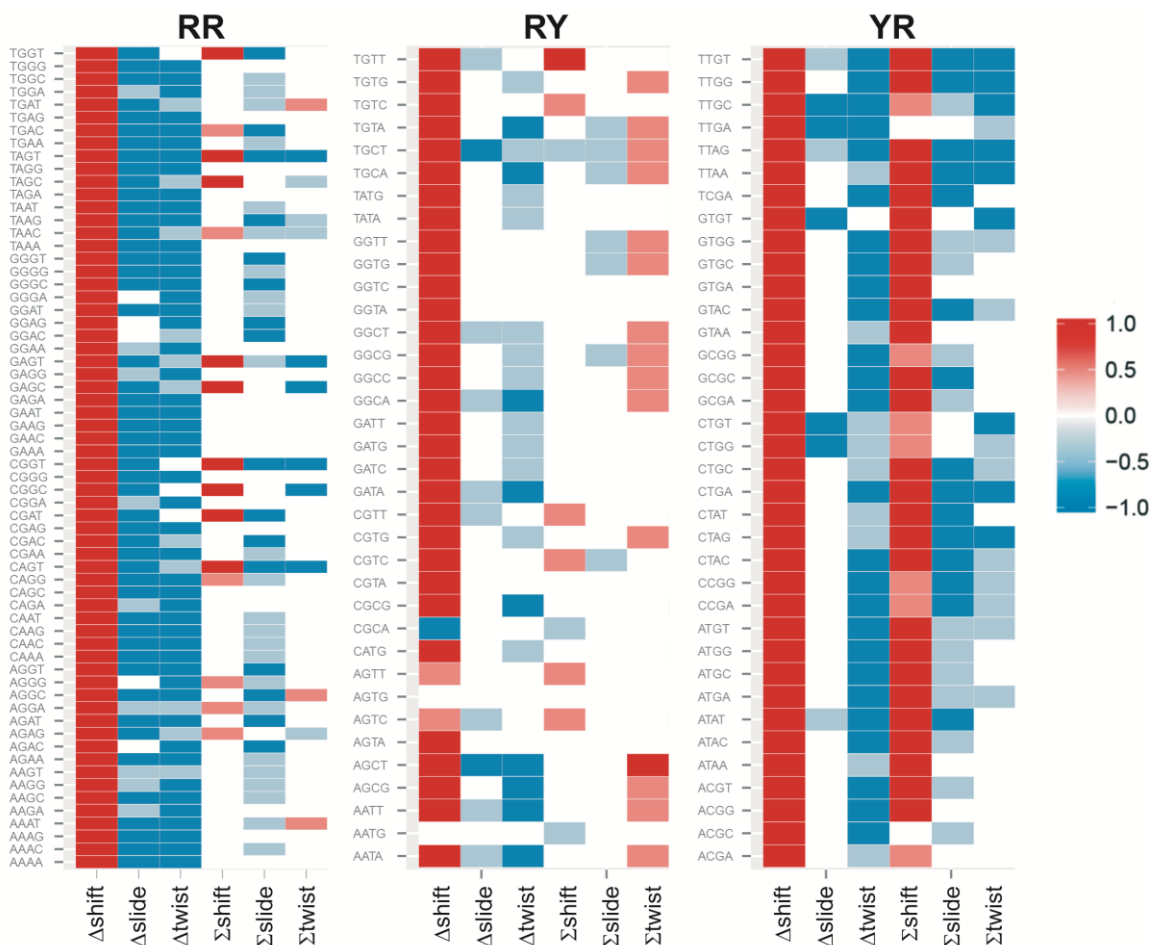 RR
TGGT
TGGG
TGGC
TGGA
TGAT
TGAG
TGAC
TGAA
TAGT
TAGG
TAGC
TAGA
TAAT
TAAG
TAAC
TAAA
GGGT
GGGG
GGGC
GGGA
GGAT
GGAG
GGAC
GGAA
GAGT
GAGG
GAGC
GAGA
GAAT
GAAG
GAAC
GAAA
CGGT
CGGG
CGGC
CGGA
CGAT
CGAG
CGAC
CGAA
CAGT
CAGG
CAGC
CAGA
CAAT
CAAG
CAAC
CAAA
AGGT
AGGG
AGGC
AGGA
AGAT
AGAG
AGAC
AGAA
AAGT
AAGG
AAGC
AAGA
AAAT
AAAG
AAAC
AAAA
Δshift
Δslide
Δtwist
Σshift
Σslide
Σtwist
RY
TGTT
TGTG
TGTC
TGTA
TGCT
TGCA
TATG
TATA
GGTT
GGTG
GGTC
GGTA
GGCT
GGCG
GGCC
GGCA
GATT
GATG
GATC
GATA
CGTT
CGTG
CGTC
CGTA
CGCG
CGCA
CATG
AGTT
AGTG
AGTC
AGTA
AGCT
AGCG
AATT
AATG
AATA
Δshift
Δslide
Δtwist
Σshift
Σslide
Σtwist
YR
TTGT
TTGG
TTGC
TTGA
TTAG
TTAA
TCGA
GTGT
GTGG
GTGC
GTGA
GTAC
GTAA
GCGG
GCGC
GCGA
CTGT
CTGG
CTGC
CTGA
CTAT
CTAG
CTAC
CCGG
CCGA
ATGT
ATGG
ATGC
ATGA
ATAT
ATAC
ATAA
ACGT
ACGG
ACGC
ACGA
Δshift
Δslide
Δtwist
Σshift
Σslide
Σtwist
1.0
0.5
0.0
−0.5
−1.0